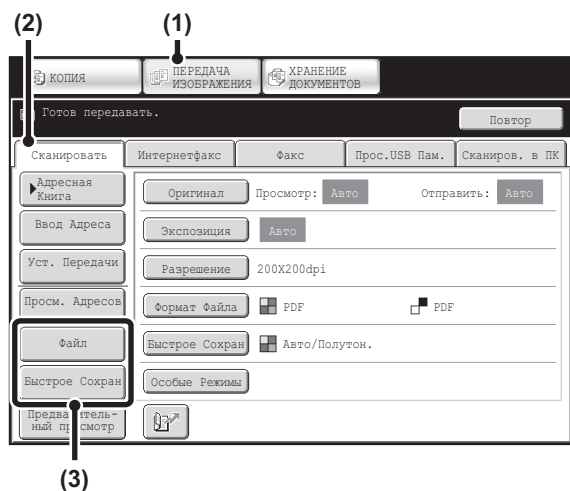 (2)
(1)
КОПИЯ
ПЕРЕДАЧА
ИЗОБРАЖЕНИЯ
ХРАНЕНИЕ
ДОКУМЕНТОВ
Готов передавать.
Повтор
Сканировать
Интернетфакс
Факс
Прос.USB Пам.
Сканиров. в ПК
Адресная
Книга
Оригинал
Просмотр:
Авто
Отправить:
Авто
Ввод Адреса
Экспозиция
Авто
Уст. Передачи
Разрешение
200X200dpi
Просм. Адресов
Формат Файла
PDF
PDF
Файл
Быстрое Сохран
Авто/Полутон.
Быстрое Сохран
Особые Режимы
Предваритель-
ный просмотр
(3)